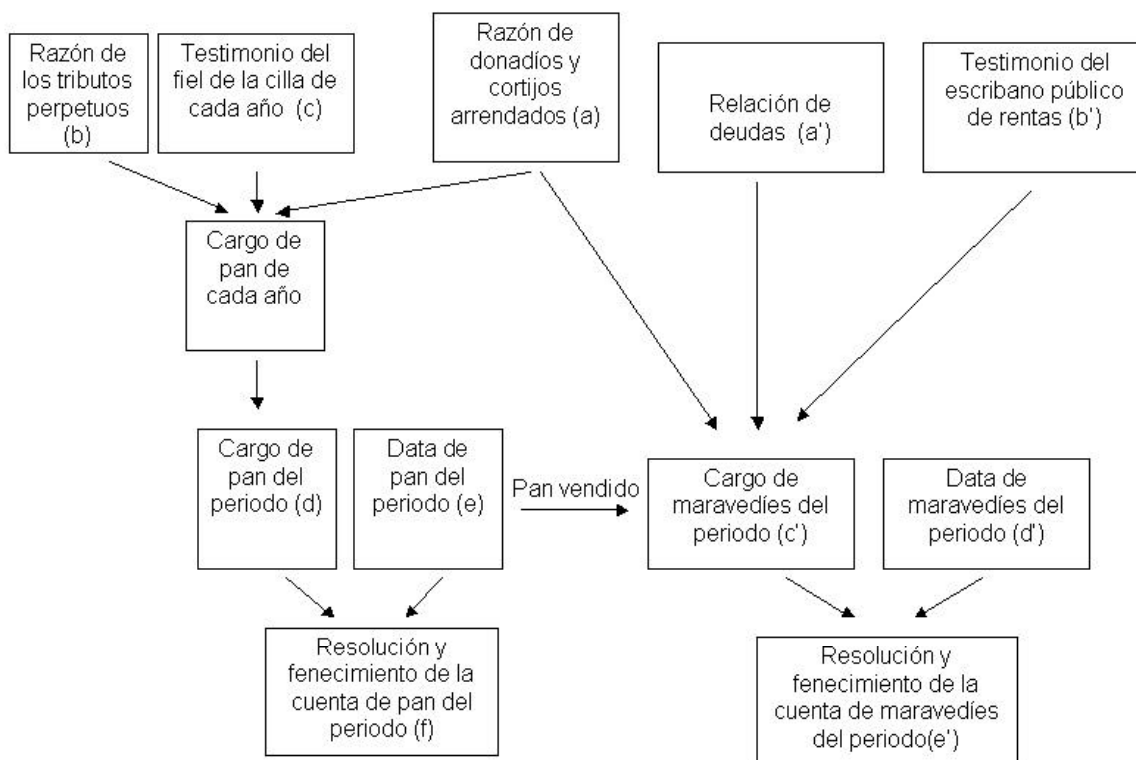 Razón de
los tributos
perpetuos
(b)
Testimonio del
fiel de la cilla de
cada año (c)
Razón de
donadíos y
cortijos
arrendados (a)
Relación de
deudas (a')
Testimonio del
escribano público
de rentas (b')
Cargo de
pan de
cada año
Cargo de
pan del
periodo (d)
Data de
pan del
periodo (e)
Pan vendido
Cargo de
maravedíes del
periodo (c')
Data de
maravedíes del
periodo (d')
Resolución y
fenecimiento de la
cuenta de pan del
periodo (f)
Resolución y
fenecimiento de la
cuenta de maravedíes
del periodo(e')